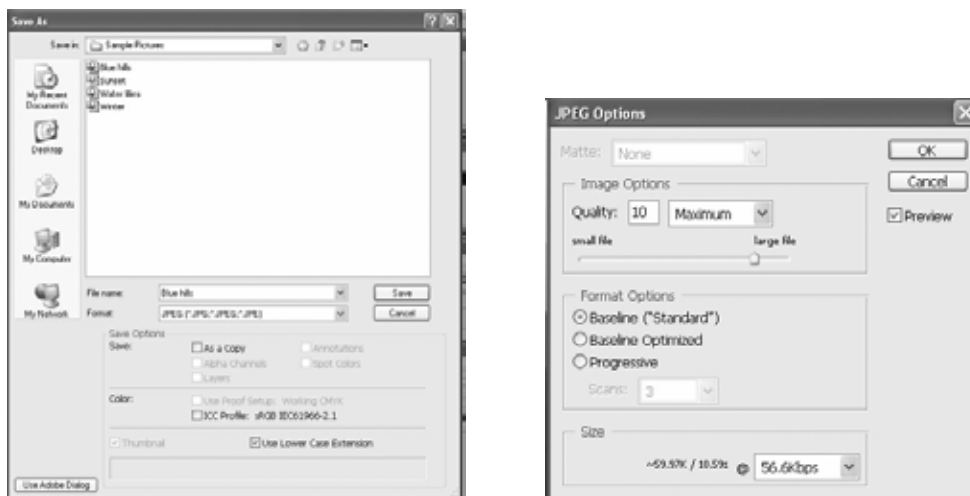 Save As
Save in: Sample Pictures
My Recent Documents
Desktop
My Documents
My Computer
My Network
Blue hills
Sunset
Water lilies
Winter
File name: Blue hills
Save
Format: JPEG (*.JPG;*.JPEG;*.JPE)
Cancel
Save Options
Save: As a Copy
Annotations
Alpha Channels
Spot Colors
Layers
Color: Use Proof Setup: Working CMYK
ICC Profile: sRGB IEC61966-2.1
Thumbnail
Use Lower Case Extension
Use Adobe Dialog
JPEG Options
Matte: None
OK
Cancel
Preview
Image Options
Quality: 10 Maximum
small file large file
Format Options
Baseline ("Standard")
Baseline Optimized
Progressive
Scans: 3
Size
~59.97K / 10.59s @ 56.6Kbps